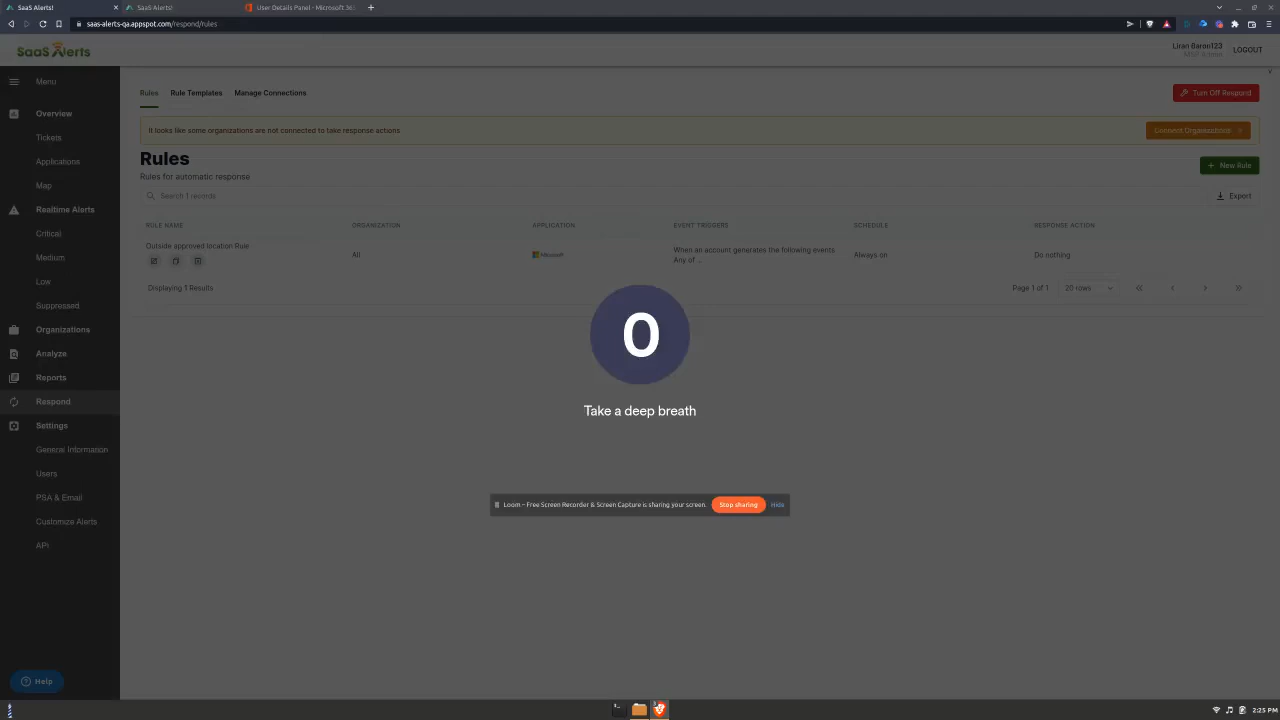 SaaS Alerts!
SaaS Alerts!
User Details Panel - Microsoft 365
saas-alerts-qa.appspot.com/respond/rules
SaaS Alerts
Liran Baron123
LOGOUT
Menu
Overview
Tickets
Applications
Map
Realtime Alerts
Critical
Medium
Low
Suppressed
Organizations
Analyze
Reports
Respond
Settings
General Information
Users
PSA & Email
Customize Alerts
API
Help
Rules Rule Templates Manage Connections
Turn Off Respond
It looks like some organizations are not connected to take response actions
Connect Organizations
Rules
Rules for automatic response
New Rule
Search 1 records
Export
RULE NAME ORGANIZATION APPLICATION EVENT TRIGGERS SCHEDULE RESPONSE ACTION
Outside approved location Rule
All
Microsoft
When an account generates the following events
Any of ...
Always on
Do nothing
Displaying 1 Results
Page 1 of 1
20 rows
0
Take a deep breath
Loom – Free Screen Recorder & Screen Capture is sharing your screen.
Stop sharing
Hide
2:25 PM